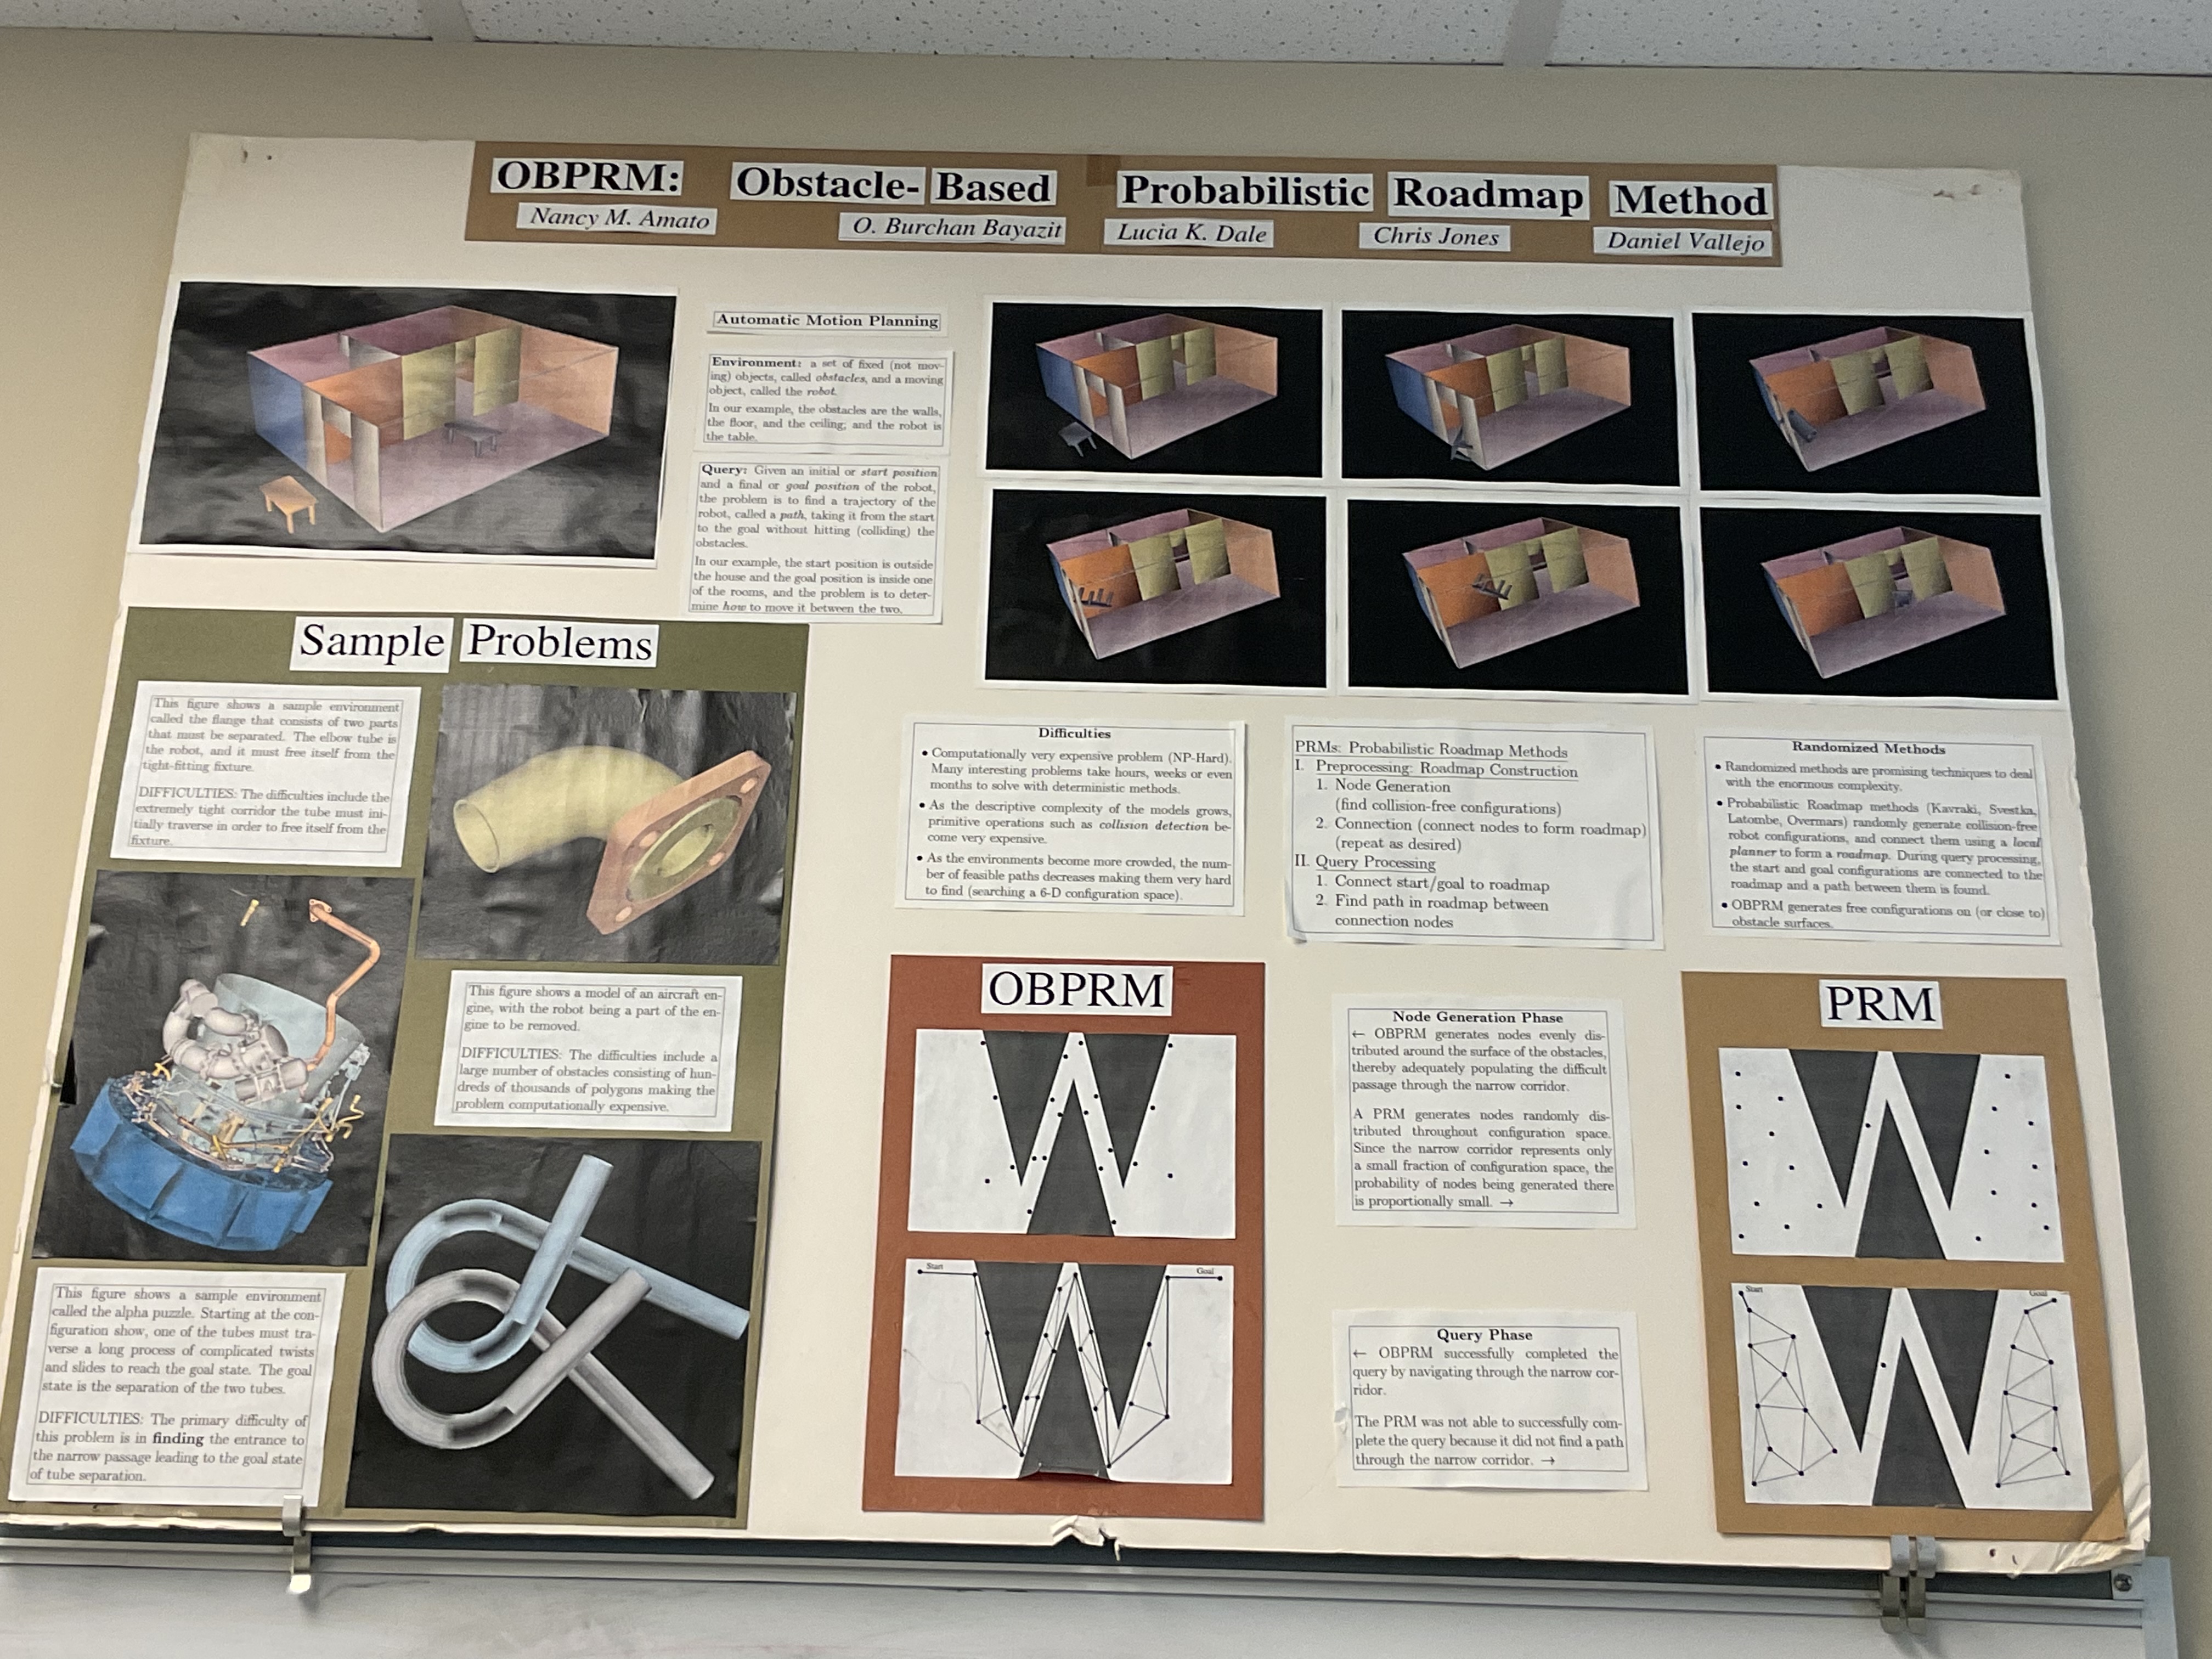 OBPRM: Obstacle- Based Probabilistic Roadmap Method
Nancy M. Amato O. Burchan Bayazit Lucia K. Dale Chris Jones Daniel Vallejo
Automatic Motion Planning
Environment: a set of fixed (not mov-
ing) objects, called obstacles, and a moving
object, called the robot.
In our example, the obstacles are the walls,
the floor, and the ceiling; and the robot is
the table.
Query: Given an initial or start position
and a final or goal position of the robot,
the problem is to find a trajectory of the
robot, called a path, taking it from the start
to the goal without hitting (colliding) the
obstacles.
In our example, the start position is outside
the house and the goal position is inside one
of the rooms, and the problem is to deter-
mine how to move it between the two.
Sample Problems
This figure shows a sample environment
called the flange that consists of two parts
that must be separated. The elbow tube is
the robot, and it must free itself from the
tight-fitting fixture.
DIFFICULTIES: The difficulties include the
extremely tight corridor the tube must ini-
tially traverse in order to free itself from the
fixture.
This figure shows a model of an aircraft en-
gine, with the robot being a part of the en-
gine to be removed.
DIFFICULTIES: The difficulties include a
large number of obstacles consisting of hun-
dreds of thousands of polygons making the
problem computationally expensive.
This figure shows a sample environment
called the alpha puzzle. Starting at the con-
figuration show, one of the tubes must tra-
verse a long process of complicated twists
and slides to reach the goal state. The goal
state is the separation of the two tubes.
DIFFICULTIES: The primary difficulty of
this problem is in finding the entrance to
the narrow passage leading to the goal state
of tube separation.
Difficulties
• Computationally very expensive problem (NP-Hard).
Many interesting problems take hours, weeks or even
months to solve with deterministic methods.
• As the descriptive complexity of the models grows,
primitive operations such as collision detection be-
come very expensive.
• As the environments become more crowded, the num-
ber of feasible paths decreases making them very hard
to find (searching a 6-D configuration space).
PRMs: Probabilistic Roadmap Methods
I. Preprocessing: Roadmap Construction
1. Node Generation
(find collision-free configurations)
2. Connection (connect nodes to form roadmap)
(repeat as desired)
II. Query Processing
1. Connect start/goal to roadmap
2. Find path in roadmap between
connection nodes
Randomized Methods
• Randomized methods are promising techniques to deal
with the enormous complexity.
• Probabilistic Roadmap methods (Kavraki, Svestka,
Latombe, Overmars) randomly generate collision-free
robot configurations, and connect them using a local
planner to form a roadmap. During query processing,
the start and goal configurations are connected to the
roadmap and a path between them is found.
• OBPRM generates free configurations on (or close to)
obstacle surfaces.
OBPRM
Start Goal
Node Generation Phase
← OBPRM generates nodes evenly dis-
tributed around the surface of the obstacles,
thereby adequately populating the difficult
passage through the narrow corridor.
A PRM generates nodes randomly dis-
tributed throughout configuration space.
Since the narrow corridor represents only
a small fraction of configuration space, the
probability of nodes being generated there
is proportionally small. →
Query Phase
← OBPRM successfully completed the
query by navigating through the narrow cor-
ridor.
The PRM was not able to successfully com-
plete the query because it did not find a path
through the narrow corridor. →
PRM
Start Goal